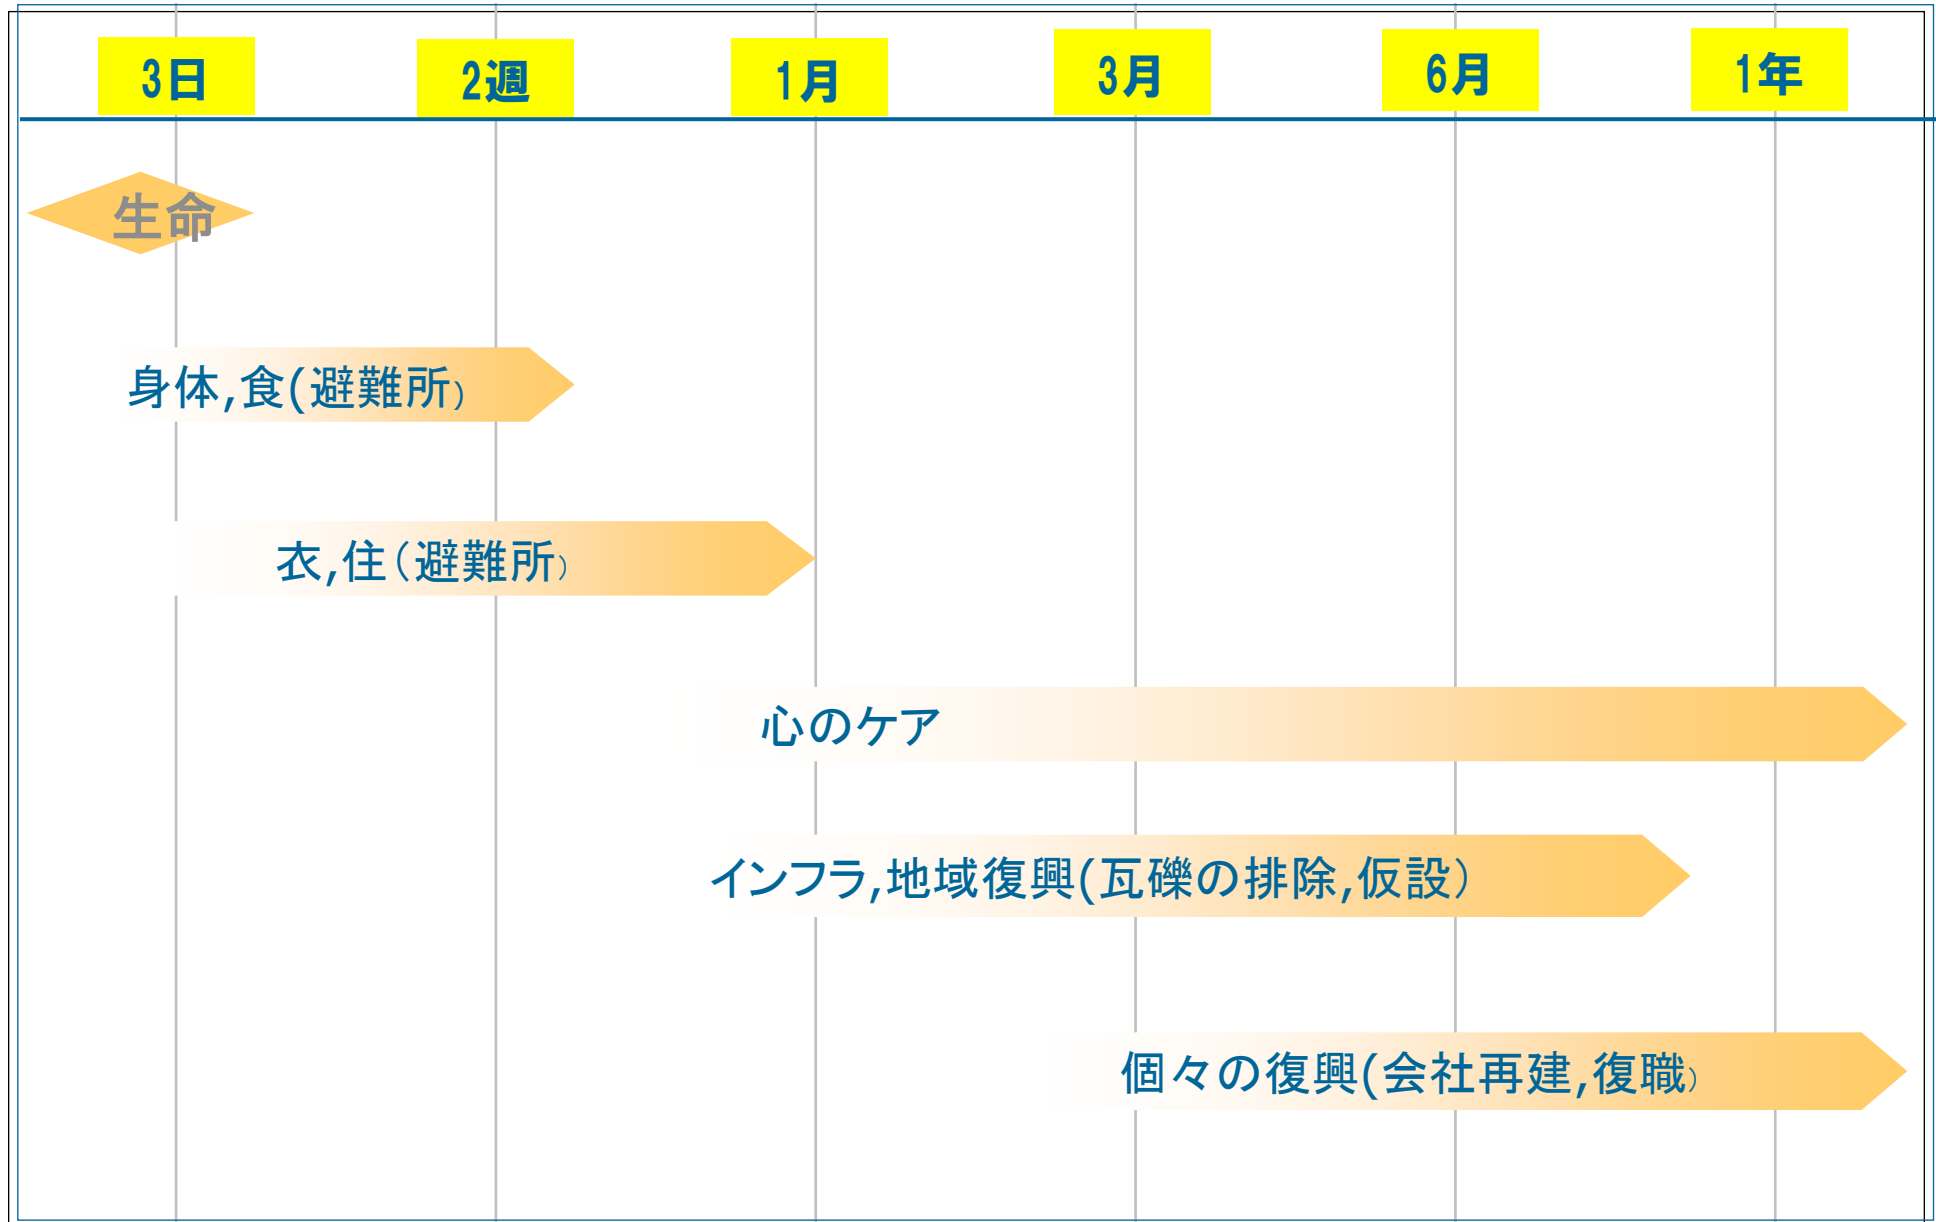 3日 2週 1月 3月 6月 1年
生命
身体,食(避難所)
衣,住(避難所)
心のケア
インフラ,地域復興(瓦礫の排除,仮設)
個々の復興(会社再建,復職)